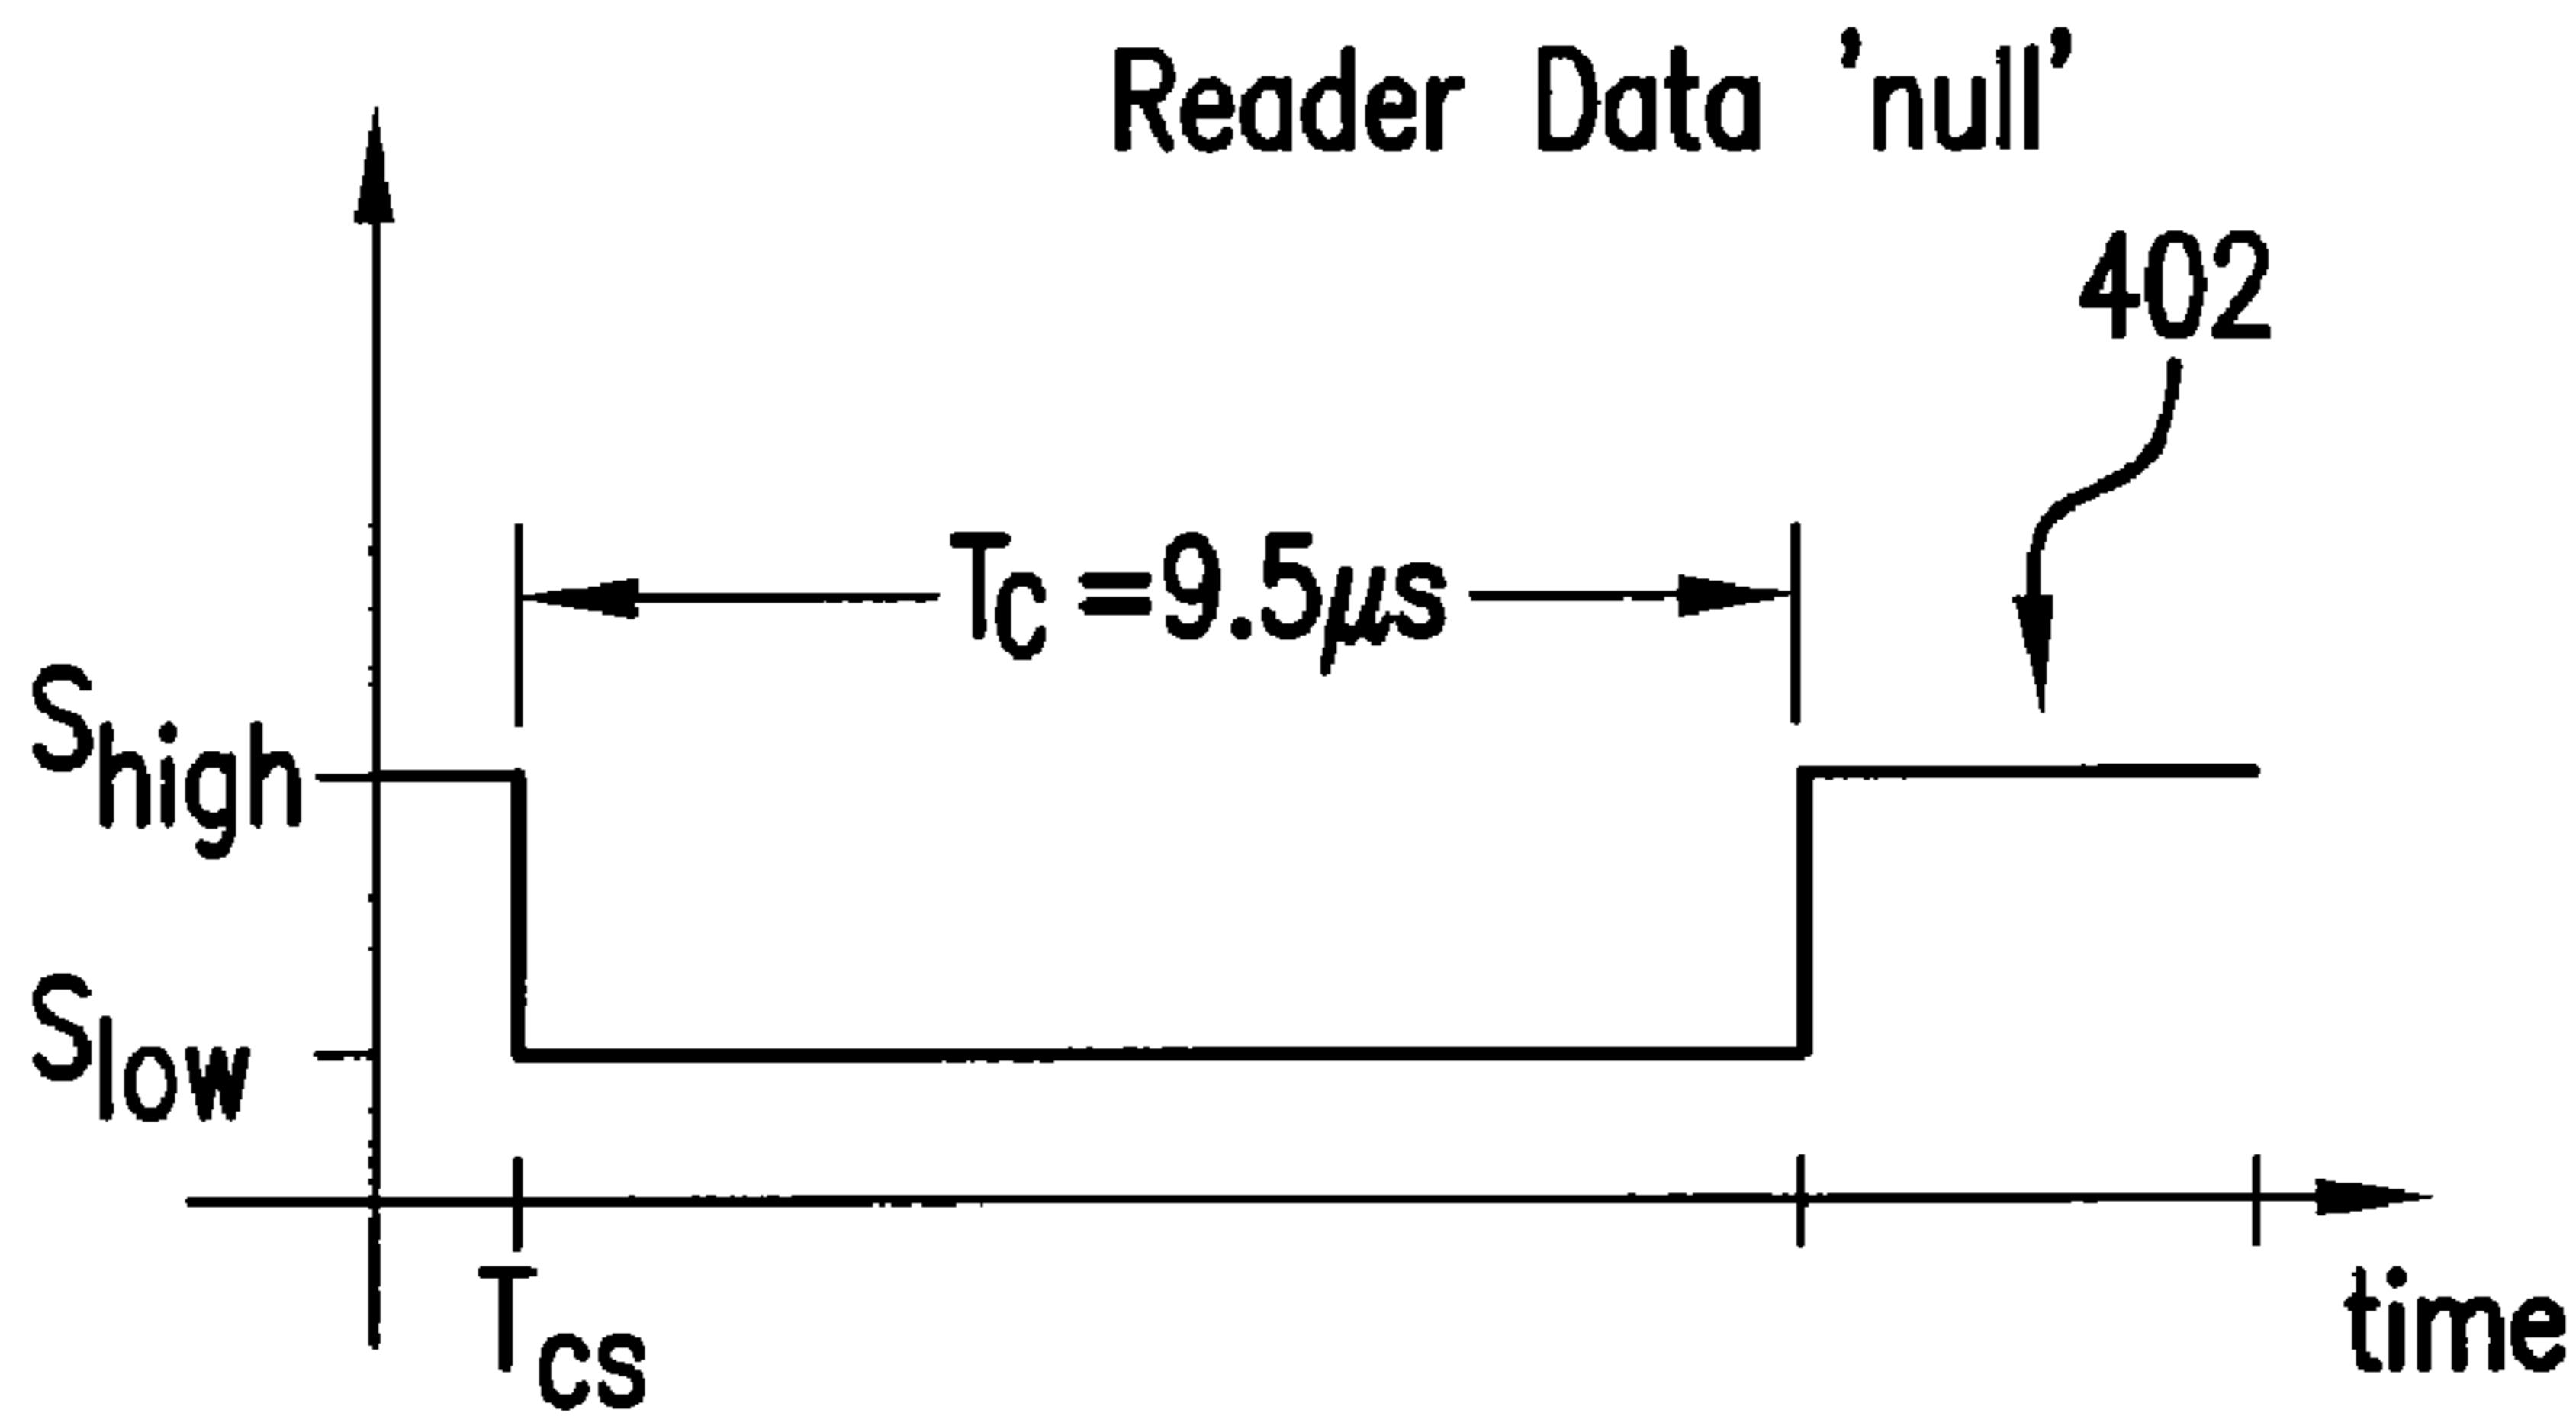 Reader Data 'null'
402
Tc=9.5μs
Shigh
Slow
Tcs
time